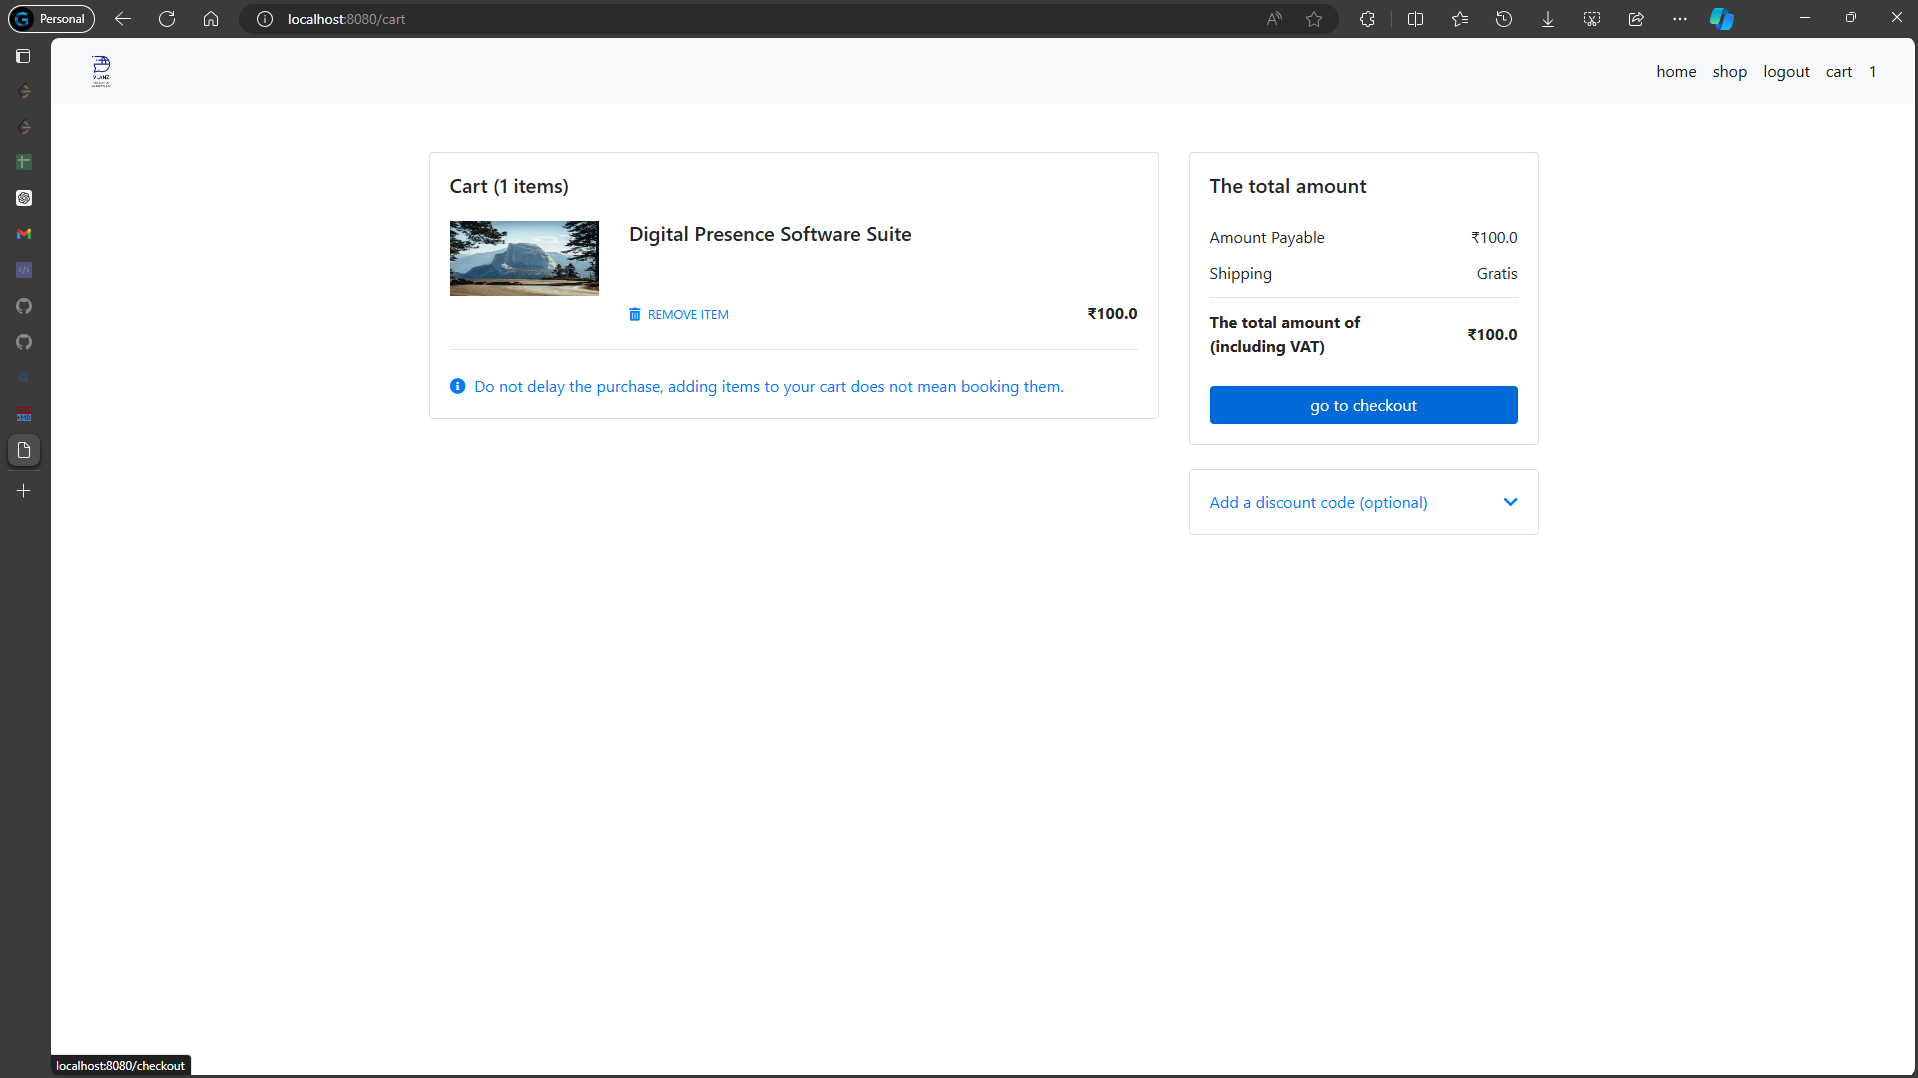 Personal
localhost:8080/cart
VLANZ
home shop logout cart 1
Cart (1 items)
Digital Presence Software Suite
REMOVE ITEM
₹100.0
Do not delay the purchase, adding items to your cart does not mean booking them.
The total amount
Amount Payable ₹100.0
Shipping Gratis
The total amount of
(including VAT)
₹100.0
go to checkout
Add a discount code (optional)
localhost:8080/checkout